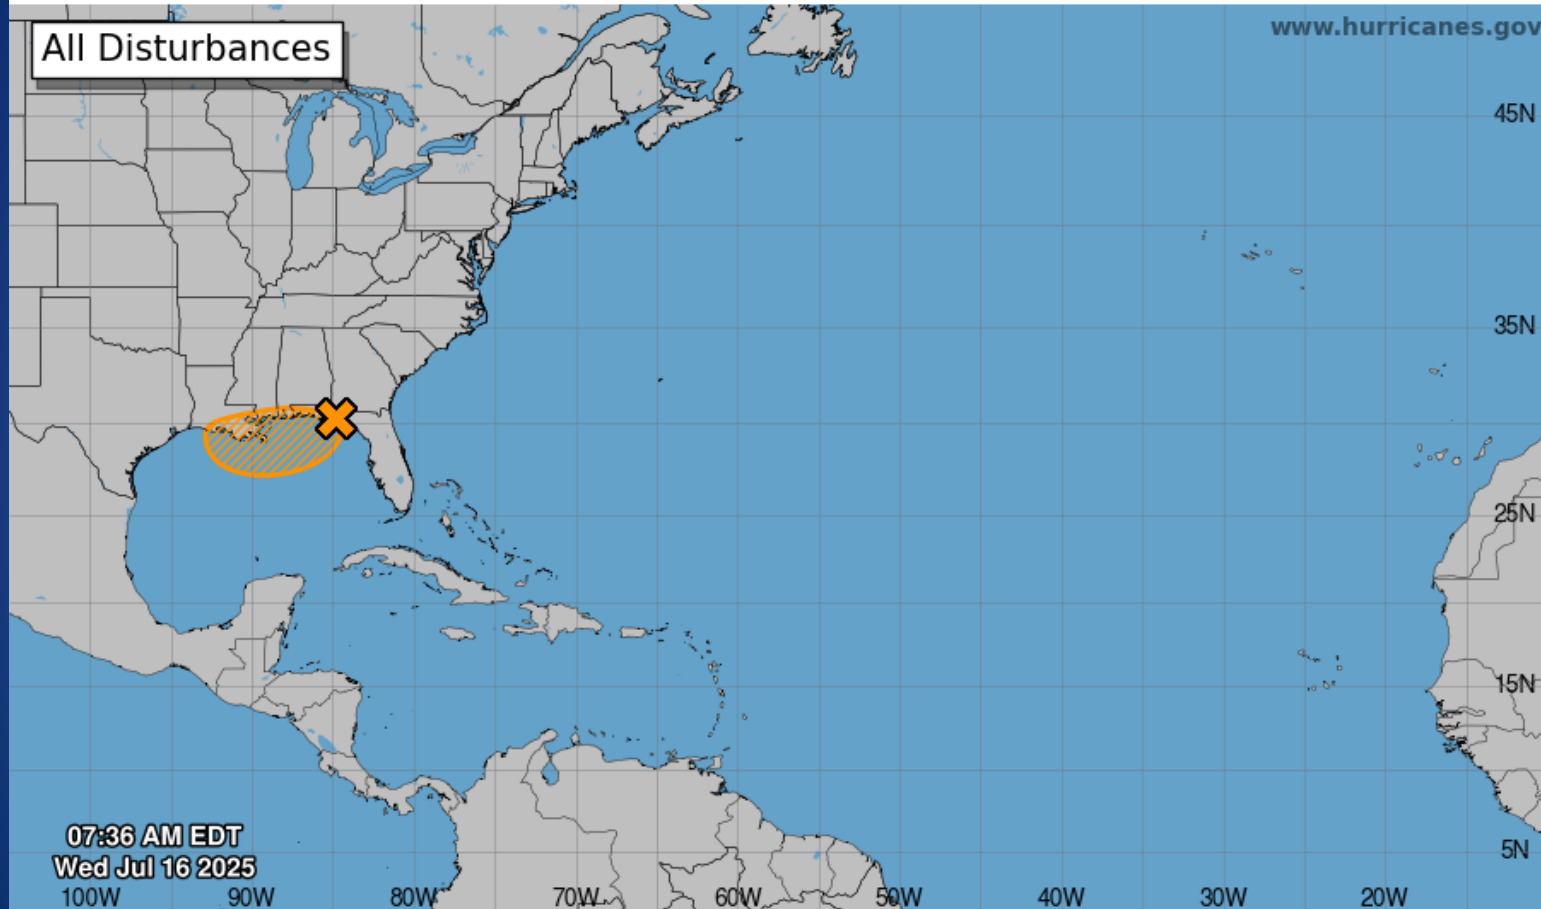 All Disturbances
www.hurricanes.gov
45N
35N
25N
15N
5N
07:36 AM EDT
Wed Jul 16 2025
100W 90W 80W 70W 60W 50W 40W 30W 20W